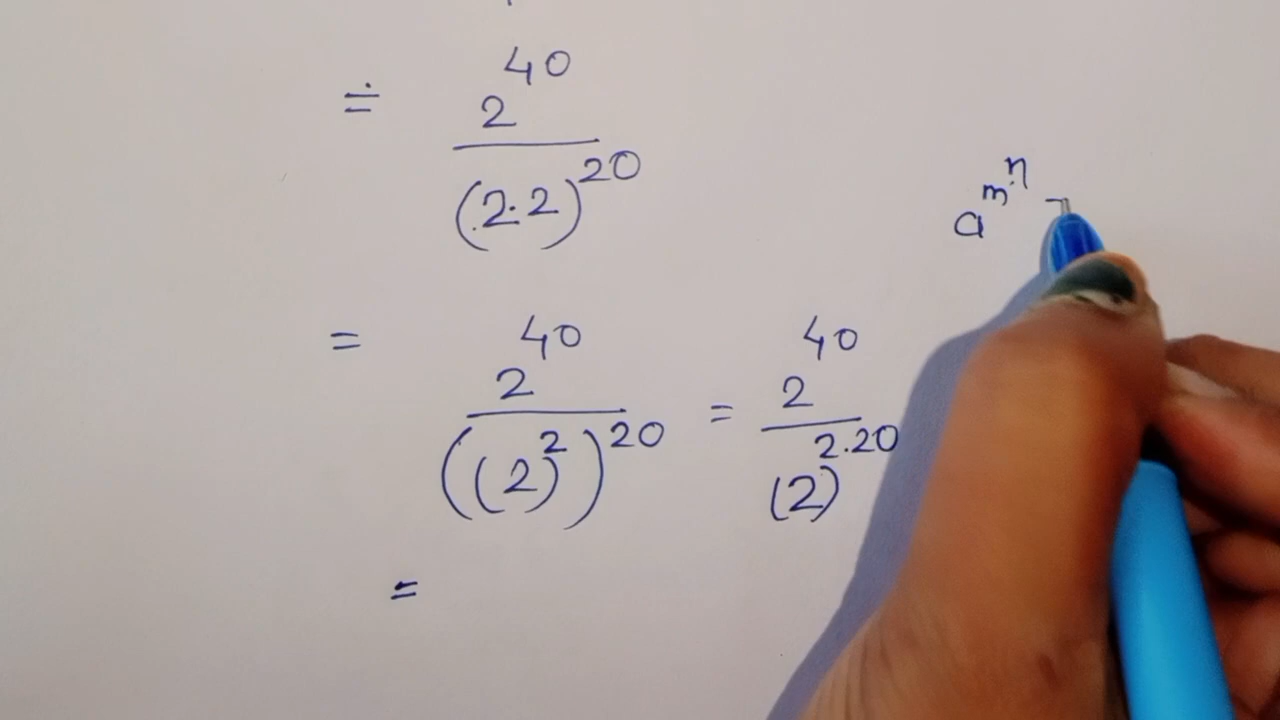 = 2^40 / (2.2)^20
a^m^n =
= 2^40 / ((2)^2)^20 = 2^40 / (2)^2.20
=